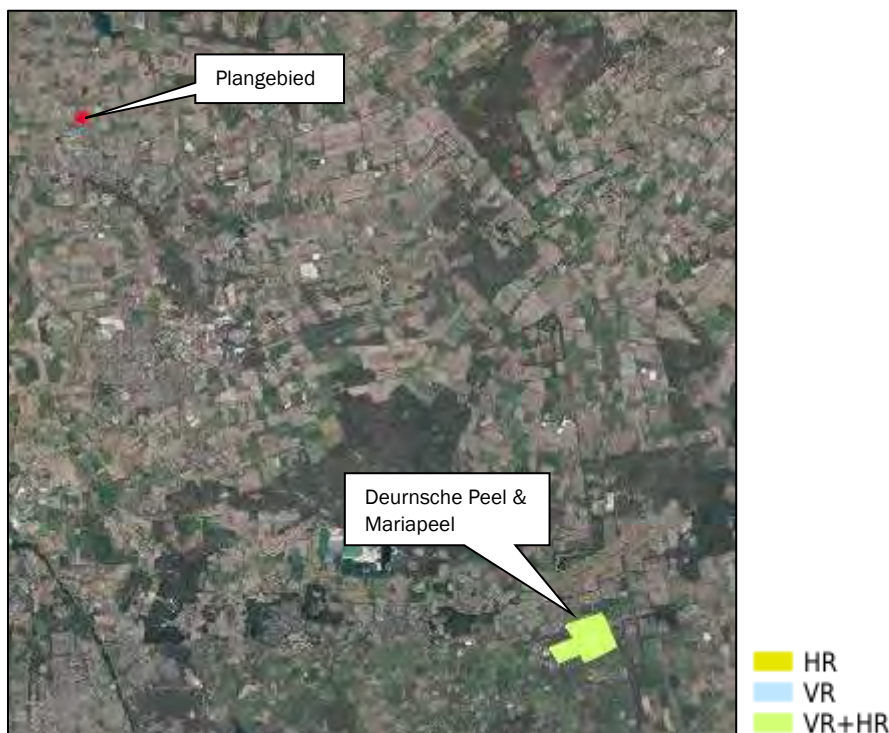 Plangebied
Deurnsche Peel &
Mariapeel
HR
VR
VR+HR